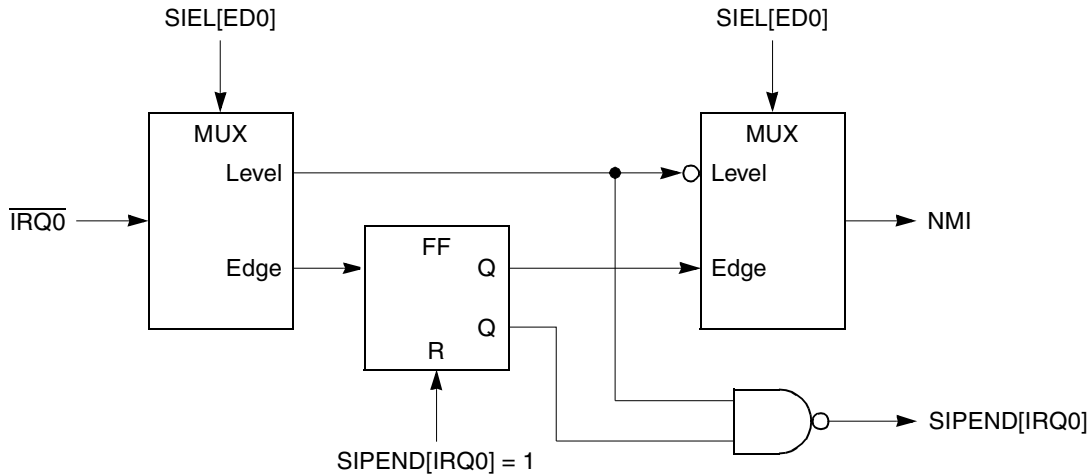 SIEL[ED0] SIEL[ED0]
MUX MUX
Level Level
IRQ0 NMI
FF
Edge Q Edge
Q
R
SIPEND[IRQ0]
SIPEND[IRQ0] = 1